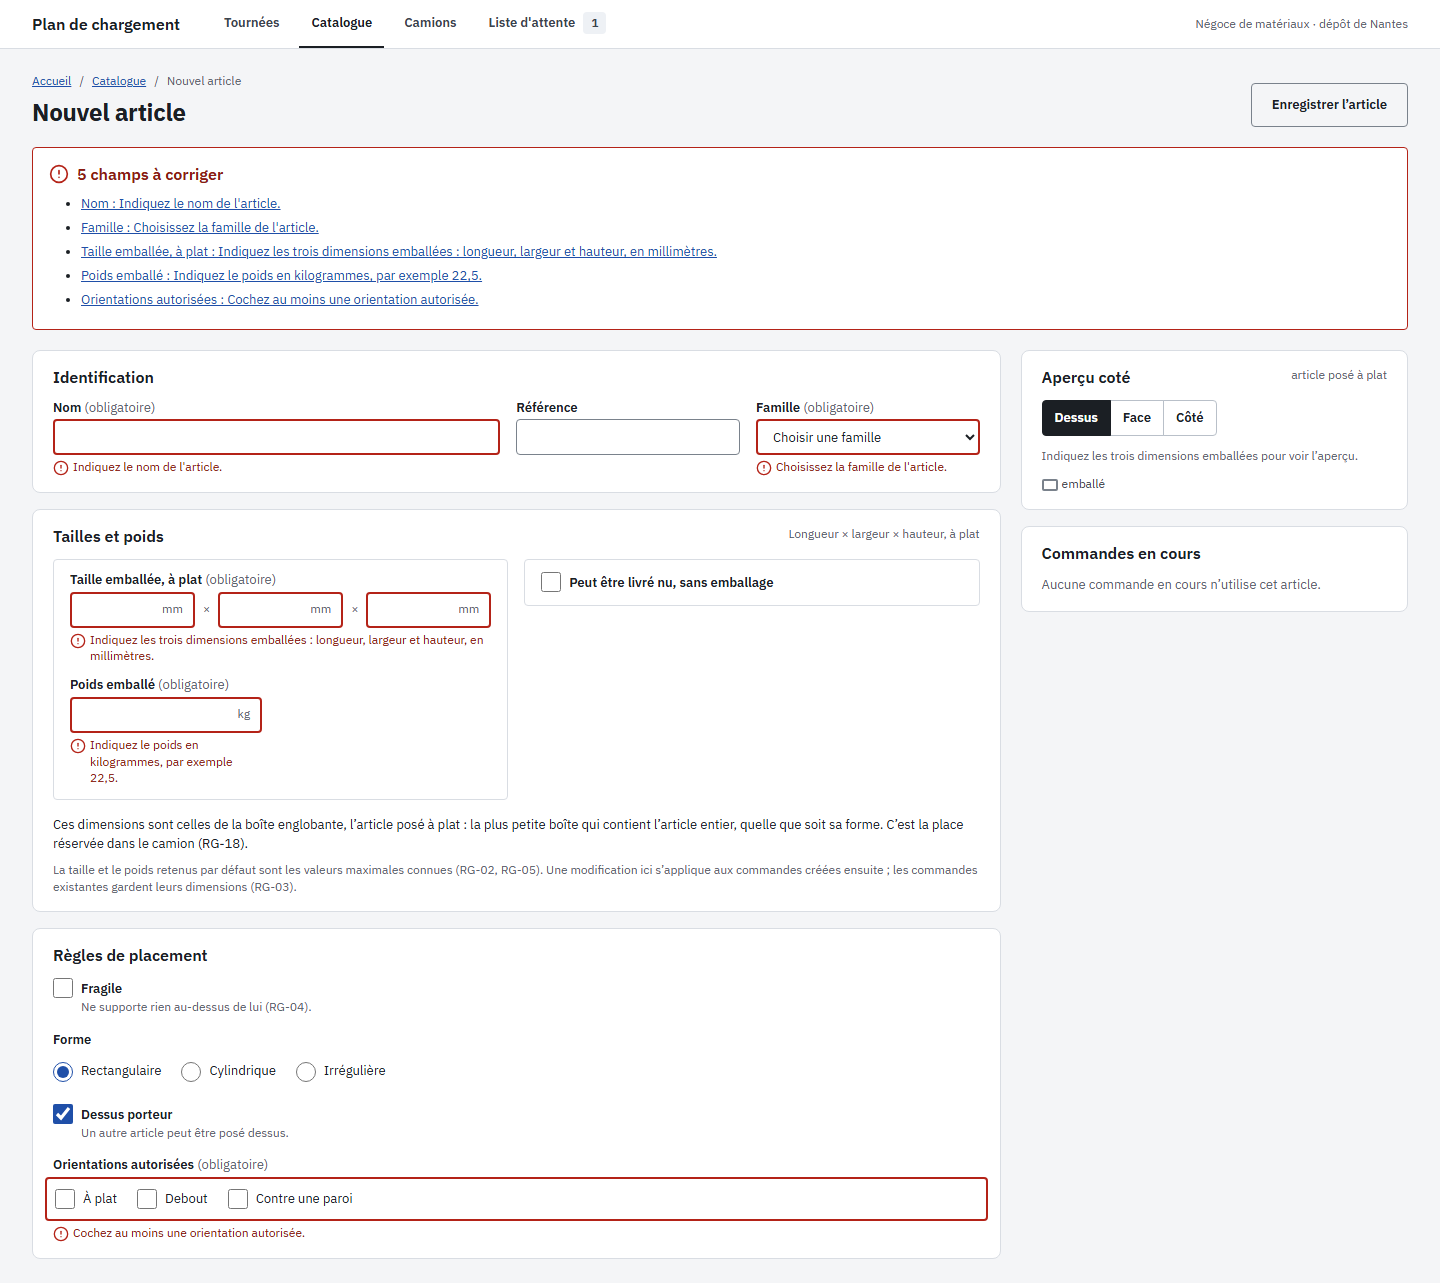 Plan de chargement
Tournées
Catalogue
Camions
Liste d'attente
1
Négoce de matériaux · dépôt de Nantes
Accueil / Catalogue / Nouvel article
Nouvel article
Enregistrer l’article
5 champs à corriger
Nom : Indiquez le nom de l'article.
Famille : Choisissez la famille de l'article.
Taille emballée, à plat : Indiquez les trois dimensions emballées : longueur, largeur et hauteur, en millimètres.
Poids emballé : Indiquez le poids en kilogrammes, par exemple 22,5.
Orientations autorisées : Cochez au moins une orientation autorisée.
Identification
Nom (obligatoire)
Référence
Famille (obligatoire)
Choisir une famille
Indiquez le nom de l'article.
Choisissez la famille de l'article.
Aperçu coté
article posé à plat
Dessus
Face
Côté
Indiquez les trois dimensions emballées pour voir l’aperçu.
emballé
Tailles et poids
Longueur × largeur × hauteur, à plat
Taille emballée, à plat (obligatoire)
mm × mm × mm
Indiquez les trois dimensions emballées : longueur, largeur et hauteur, en
millimètres.
Poids emballé (obligatoire)
kg
Indiquez le poids en
kilogrammes, par exemple
22,5.
Peut être livré nu, sans emballage
Commandes en cours
Aucune commande en cours n’utilise cet article.
Ces dimensions sont celles de la boîte englobante, l’article posé à plat : la plus petite boîte qui contient l’article entier, quelle que soit sa forme. C’est la place
réservée dans le camion (RG-18).
La taille et le poids retenus par défaut sont les valeurs maximales connues (RG-02, RG-05). Une modification ici s’applique aux commandes créées ensuite ; les commandes
existantes gardent leurs dimensions (RG-03).
Règles de placement
Fragile
Ne supporte rien au-dessus de lui (RG-04).
Forme
Rectangulaire
Cylindrique
Irrégulière
Dessus porteur
Un autre article peut être posé dessus.
Orientations autorisées (obligatoire)
À plat
Debout
Contre une paroi
Cochez au moins une orientation autorisée.